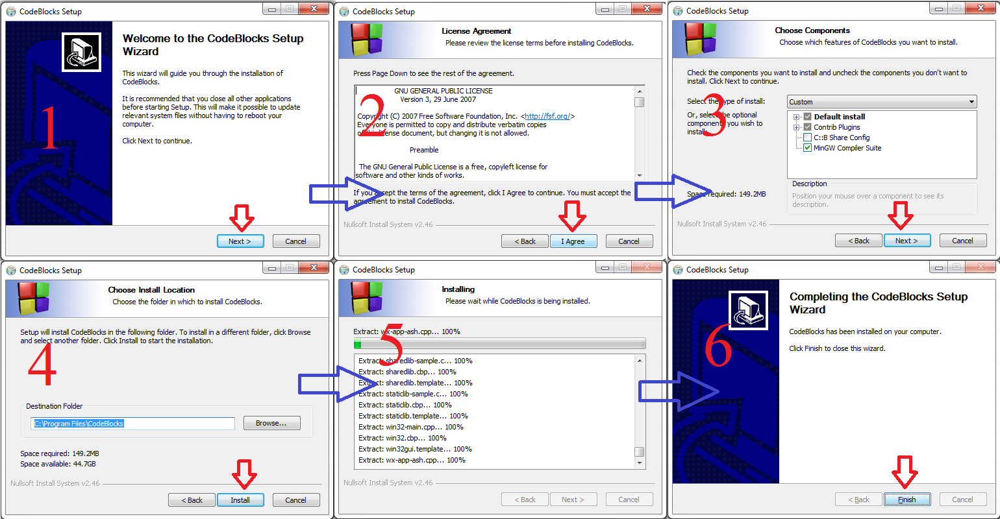 CodeBlocks Setup
Welcome to the CodeBlocks Setup
Wizard
This wizard will guide you through the installation of
CodeBlocks.
It is recommended that you close all other applications
before starting Setup. This will make it possible to update
relevant system files without having to reboot your
computer.
Click Next to continue.
1
Next >
Cancel
CodeBlocks Setup
License Agreement
Please review the license terms before installing CodeBlocks.
Press Page Down to see the rest of the agreement.
GNU GENERAL PUBLIC LICENSE
Version 3, 29 June 2007
2
Copyright (C) 2007 Free Software Foundation, Inc. <http://fsf.org/>
Everyone is permitted to copy and distribute verbatim copies
of this license document, but changing it is not allowed.
Preamble
The GNU General Public License is a free, copyleft license for
software and other kinds of works.
If you accept the terms of the agreement, click I Agree to continue. You must accept the
agreement to install CodeBlocks.
Nullsoft Install System v2.46
< Back
I Agree
Cancel
CodeBlocks Setup
Choose Components
Choose which features of CodeBlocks you want to install.
Check the components you want to install and uncheck the components you don't want to
install. Click Next to continue.
3
Select the type of install:
Custom
Or, select the optional
components you wish to
install:
Default install
Contrib Plugins
C::B Share Config
MinGW Compiler Suite
Space required: 149.2MB
Description
Position your mouse over a component to see its
description.
Nullsoft Install System v2.46
< Back
Next >
Cancel
CodeBlocks Setup
Choose Install Location
Choose the folder in which to install CodeBlocks.
Setup will install CodeBlocks in the following folder. To install in a different folder, click Browse
and select another folder. Click Install to start the installation.
4
Destination Folder
C:\Program Files\CodeBlocks
Browse...
Space required: 149.2MB
Space available: 44.7GB
Nullsoft Install System v2.46
< Back
Install
Cancel
CodeBlocks Setup
Installing
Please wait while CodeBlocks is being installed.
Extract: wx-app-ash.cpp... 100%
5
Extract: sharedlib-sample.c... 100%
Extract: sharedlib.cbp... 100%
Extract: sharedlib.template... 100%
Extract: staticlib-sample.c... 100%
Extract: staticlib.cbp... 100%
Extract: staticlib.template... 100%
Extract: win32-main.cpp... 100%
Extract: win32.cbp... 100%
Extract: win32gui.template... 100%
Extract: wx-app-ash.cpp... 100%
Nullsoft Install System v2.46
< Back
Next >
Cancel
CodeBlocks Setup
Completing the CodeBlocks Setup
Wizard
CodeBlocks has been installed on your computer.
Click Finish to close this wizard.
6
< Back
Finish
Cancel